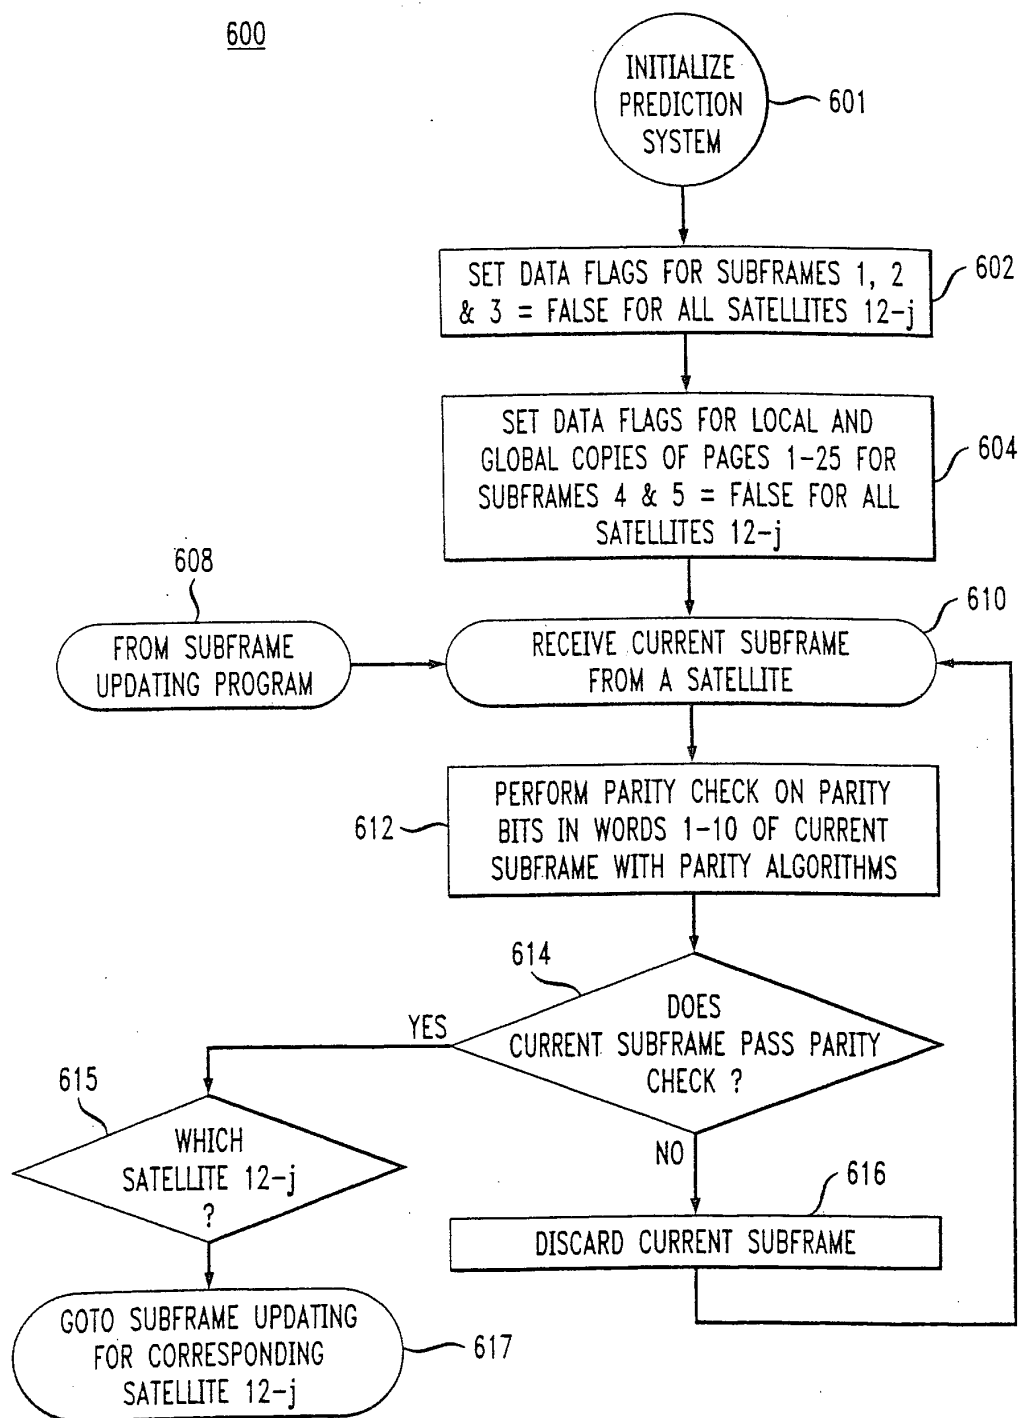 600
INITIALIZE
PREDICTION
SYSTEM
601
SET DATA FLAGS FOR SUBFRAMES 1, 2
& 3 = FALSE FOR ALL SATELLITES 12-j
602
SET DATA FLAGS FOR LOCAL AND
GLOBAL COPIES OF PAGES 1-25 FOR
SUBFRAMES 4 & 5 = FALSE FOR ALL
SATELLITES 12-j
604
608
FROM SUBFRAME
UPDATING PROGRAM
610
RECEIVE CURRENT SUBFRAME
FROM A SATELLITE
612
PERFORM PARITY CHECK ON PARITY
BITS IN WORDS 1-10 OF CURRENT
SUBFRAME WITH PARITY ALGORITHMS
614
DOES
CURRENT SUBFRAME PASS PARITY
CHECK ?
YES
NO
615
WHICH
SATELLITE 12-j
?
616
DISCARD CURRENT SUBFRAME
GOTO SUBFRAME UPDATING
FOR CORRESPONDING
SATELLITE 12-j
617